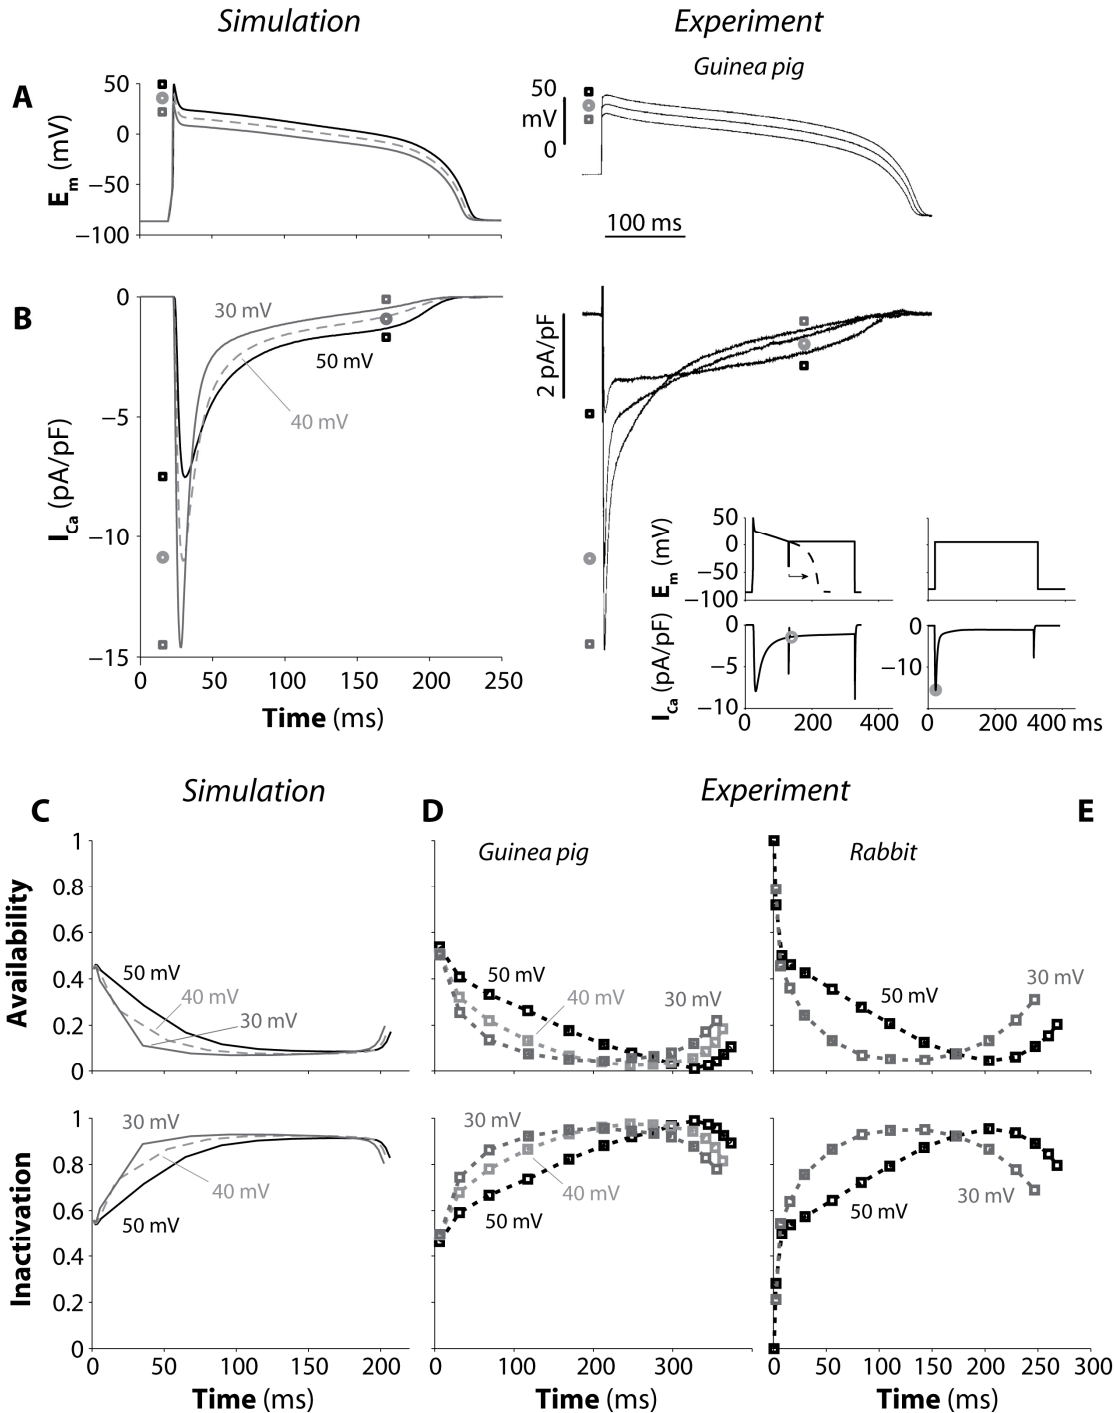 Simulation
Experiment
Guinea pig
A
50
0
−50
−100
Em (mV)
50
mV
0
100 ms
B
0
−5
−10
−15
ICa (pA/pF)
30 mV
50 mV
40 mV
0 50 100 150 200 250
Time (ms)
2 pA/pF
50
0
−50
−100
Em (mV)
0
−5
−10
ICa (pA/pF)
0 200 400
0
−10
0 200 400 ms
Simulation
Experiment
C
D
E
Guinea pig
Rabbit
1
0.8
0.6
0.4
0.2
0
Availability
50 mV
40 mV
30 mV
50 mV
40 mV
30 mV
50 mV
30 mV
1
0.8
0.6
0.4
0.2
0
Inactivation
30 mV
40 mV
50 mV
30 mV
40 mV
50 mV
50 mV
30 mV
0 50 100 150 200
Time (ms)
0 100 200 300
Time (ms)
0 50 100 150 200 250 300
Time (ms)